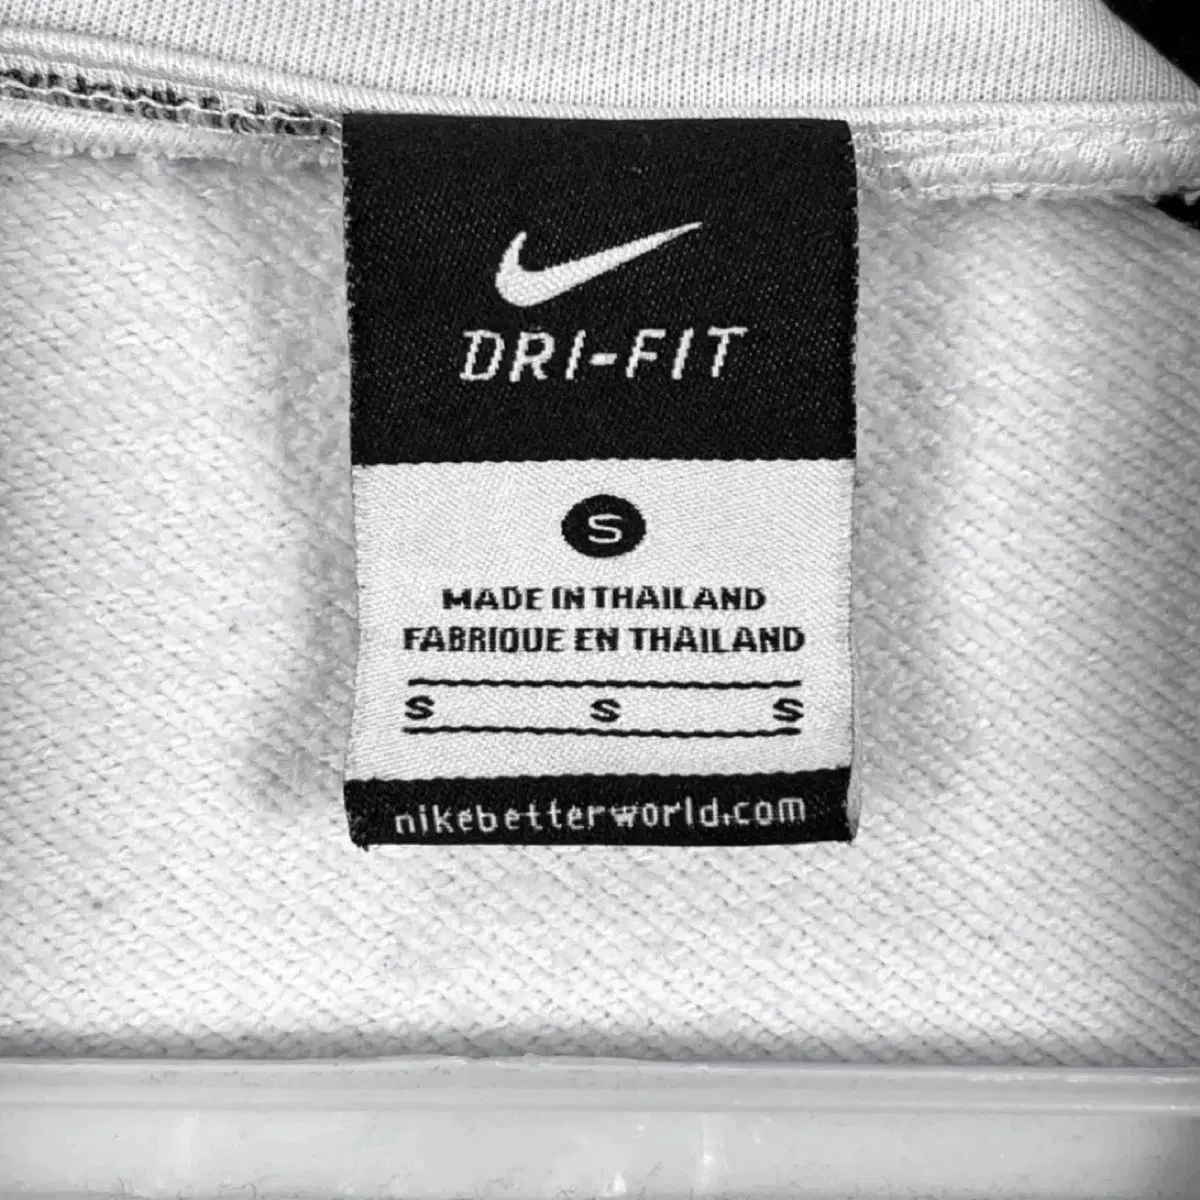 DRI-FIT
S
MADE IN THAILAND
FABRIQUE EN THAILAND
S S S
nikebetterworld.com